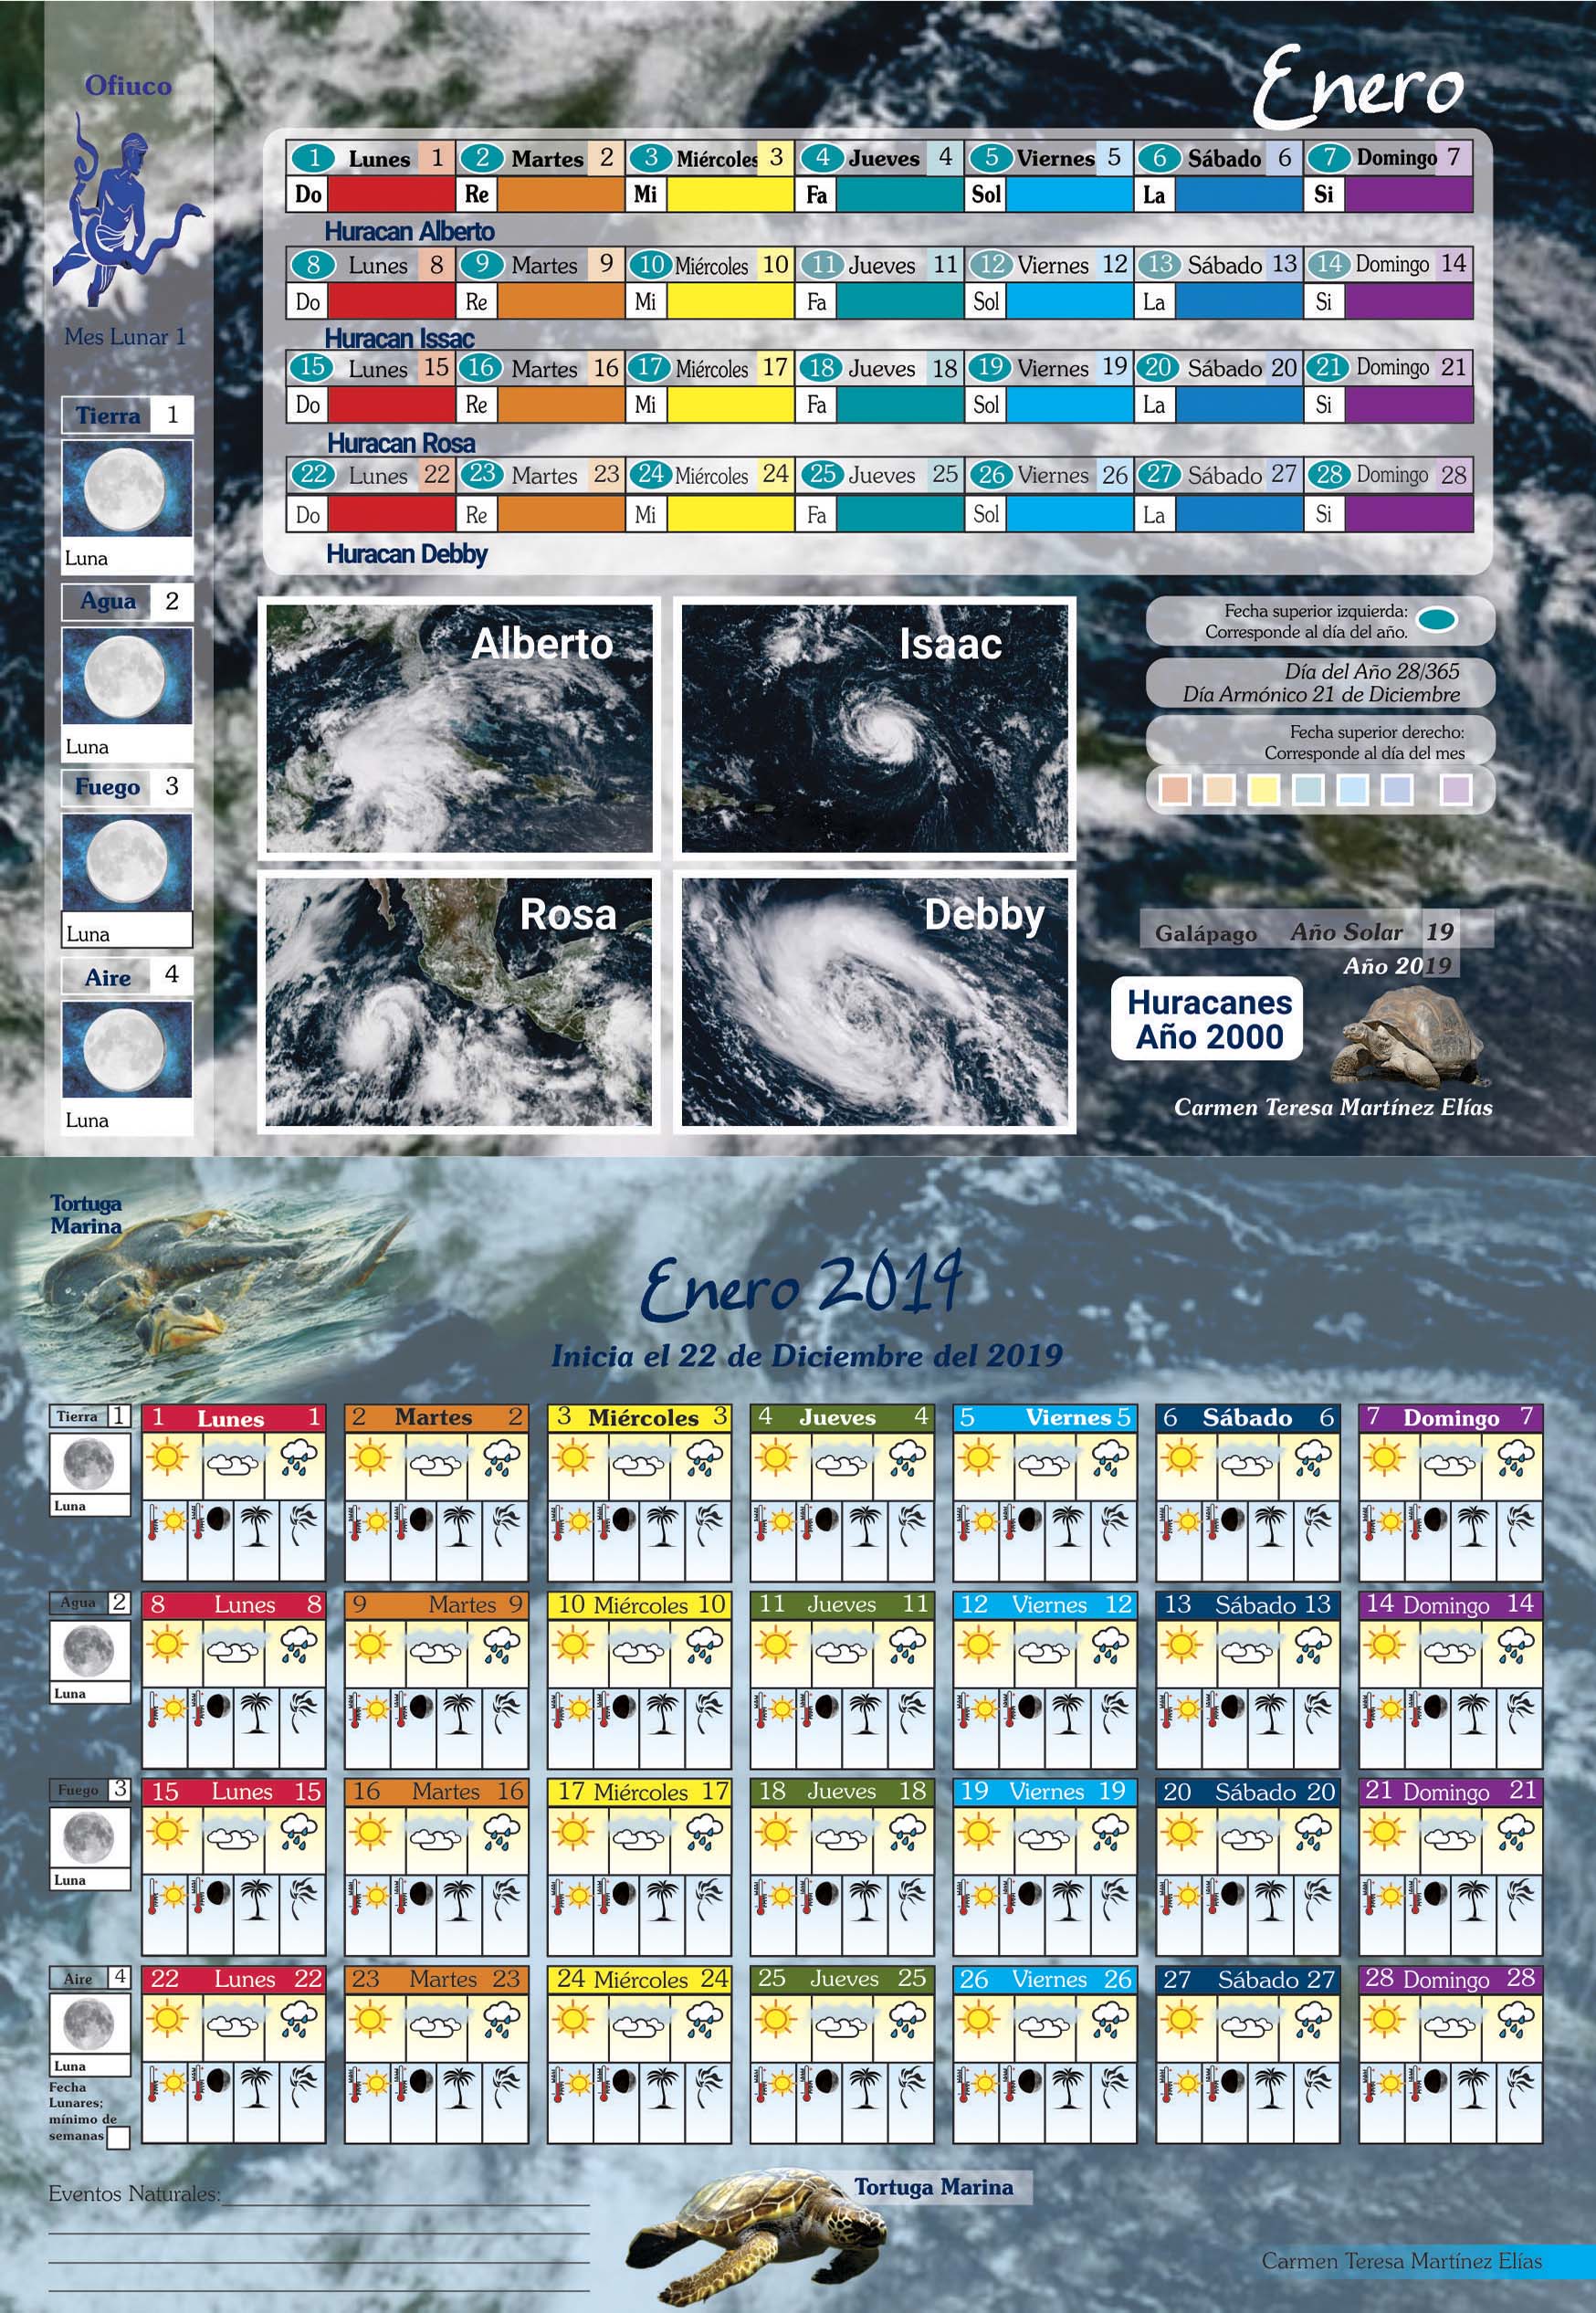 Ofiuco
Mes Lunar 1
Tierra 1
Luna
Agua 2
Luna
Fuego 3
Luna
Aire 4
Luna
Enero
1 Lunes 1 2 Martes 2 3 Miércoles 3 4 Jueves 4 5 Viernes 5 6 Sábado 6 7 Domingo 7
Do Re Mi Fa Sol La Si
Huracan Alberto
8 Lunes 8 9 Martes 9 10 Miércoles 10 11 Jueves 11 12 Viernes 12 13 Sábado 13 14 Domingo 14
Do Re Mi Fa Sol La Si
Huracan Issac
15 Lunes 15 16 Martes 16 17 Miércoles 17 18 Jueves 18 19 Viernes 19 20 Sábado 20 21 Domingo 21
Do Re Mi Fa Sol La Si
Huracan Rosa
22 Lunes 22 23 Martes 23 24 Miércoles 24 25 Jueves 25 26 Viernes 26 27 Sábado 27 28 Domingo 28
Do Re Mi Fa Sol La Si
Huracan Debby
Alberto
Isaac
Rosa
Debby
Fecha superior izquierda:
Corresponde al día del año.
Día del Año 28/365
Día Armónico 21 de Diciembre
Fecha superior derecho:
Corresponde al día del mes
Galápago Año Solar 19
Año 2019
Huracanes
Año 2000
Carmen Teresa Martínez Elías
Tortuga
Marina
Enero 2019
Inicia el 22 de Diciembre del 2019
Tierra 1
Luna
1 Lunes 1 2 Martes 2 3 Miércoles 3 4 Jueves 4 5 Viernes 5 6 Sábado 6 7 Domingo 7
Agua 2
Luna
8 Lunes 8 9 Martes 9 10 Miércoles 10 11 Jueves 11 12 Viernes 12 13 Sábado 13 14 Domingo 14
Fuego 3
Luna
15 Lunes 15 16 Martes 16 17 Miércoles 17 18 Jueves 18 19 Viernes 19 20 Sábado 20 21 Domingo 21
Aire 4
Luna
22 Lunes 22 23 Martes 23 24 Miércoles 24 25 Jueves 25 26 Viernes 26 27 Sábado 27 28 Domingo 28
Fecha
Lunares;
mínimo de
semanas
Eventos Naturales:
Tortuga Marina
Carmen Teresa Martínez Elías